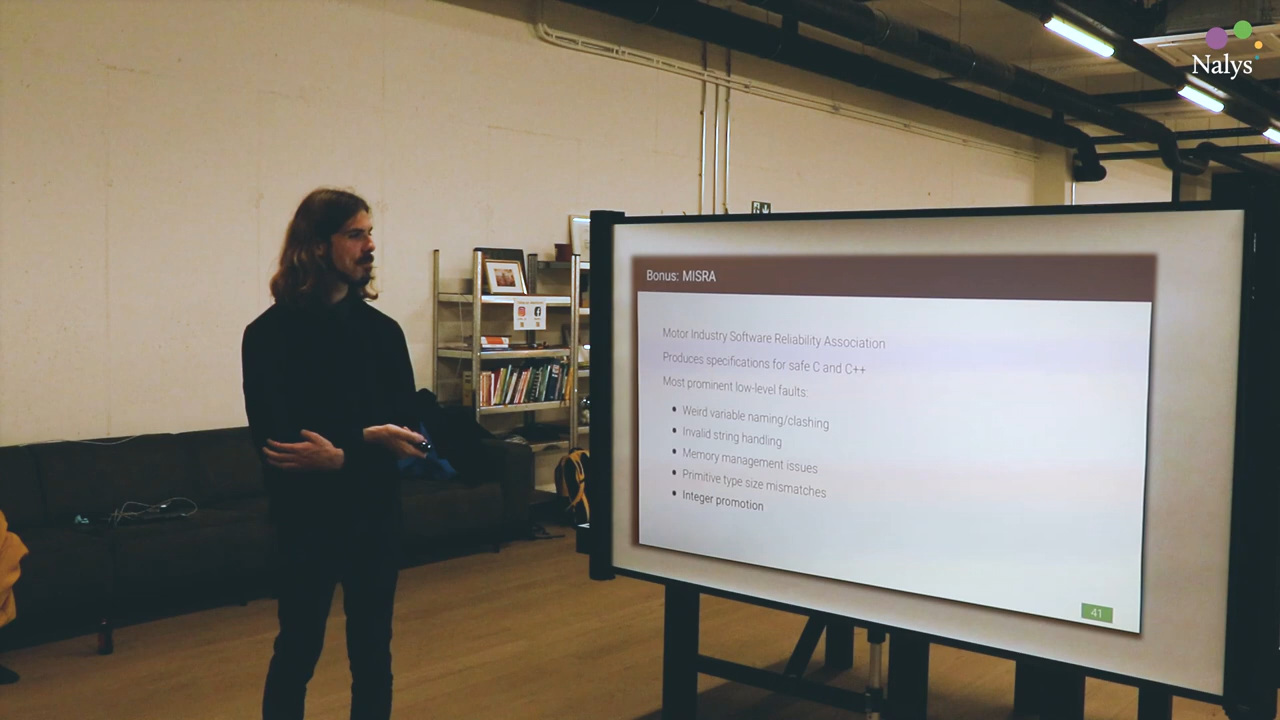 Nalys
Bonus: MISRA
Motor Industry Software Reliability Association
Produces specifications for safe C and C++
Most prominent low-level faults:
• Weird variable naming/clashing
• Invalid string handling
• Memory management issues
• Primitive type size mismatches
• Integer promotion
41